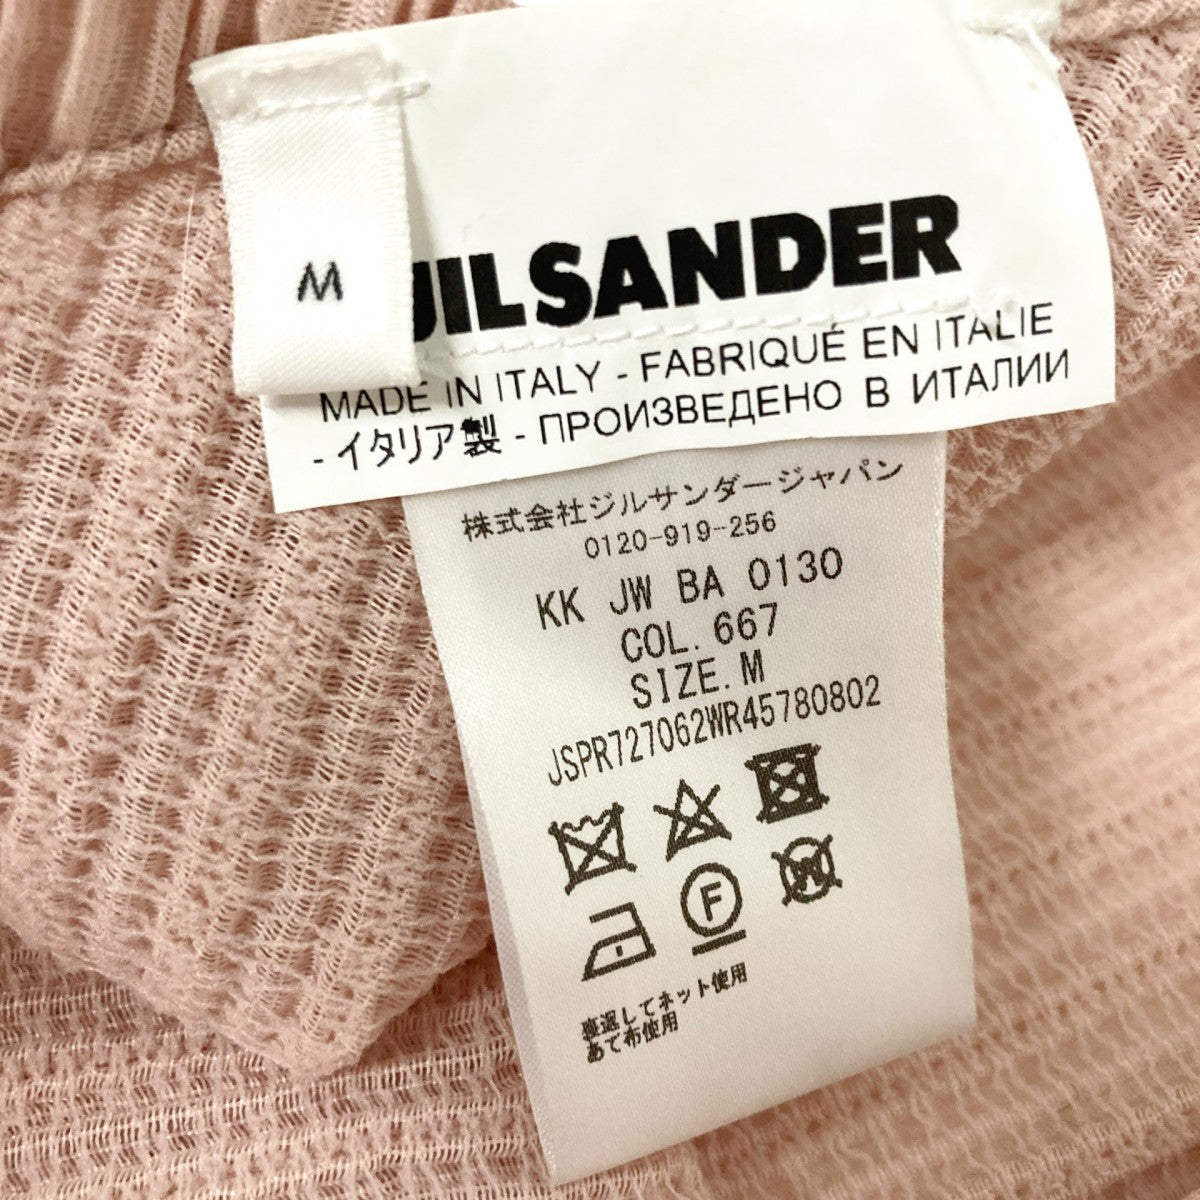 M
JIL SANDER
MADE IN ITALY - FABRIQUÉ EN ITALIE
- イタリア製 - ПРОИЗВЕДЕНО В ИТАЛИИ
株式会社ジルサンダージャパン
0120-919-256
KK JW BA 0130
COL. 667
SIZE. M
JSPR727062WR45780802
F
W
裏返してネット使用
あて布使用